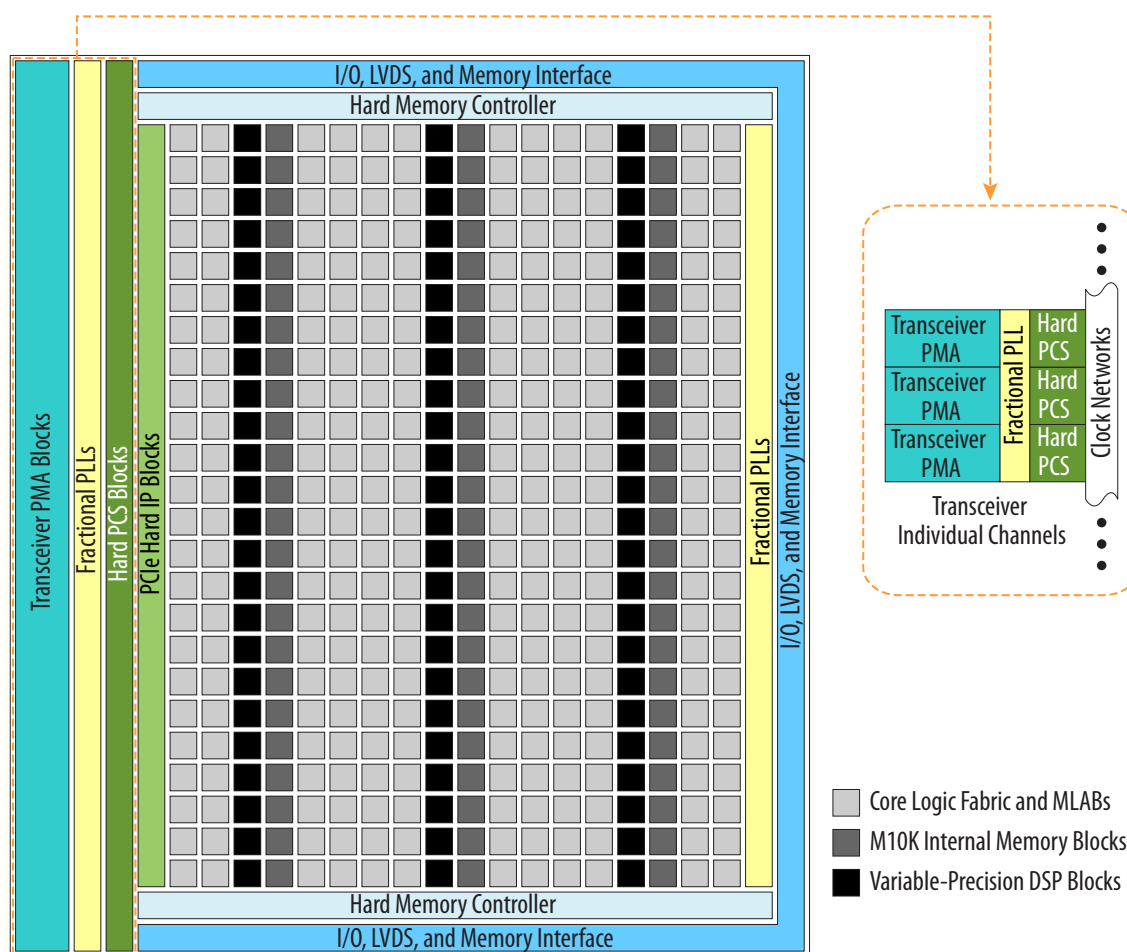 I/O, LVDS, and Memory Interface
Hard Memory Controller
Transceiver PMA Blocks
Fractional PLLs
Hard PCS Blocks
PCIe Hard IP Blocks
Fractional PLLs
I/O, LVDS, and Memory Interface
Hard Memory Controller
I/O, LVDS, and Memory Interface
Transceiver
PMA
Transceiver
PMA
Transceiver
PMA
Fractional PLL
Hard
PCS
Hard
PCS
Hard
PCS
Clock Networks
Transceiver
Individual Channels
Core Logic Fabric and MLABs
M10K Internal Memory Blocks
Variable-Precision DSP Blocks